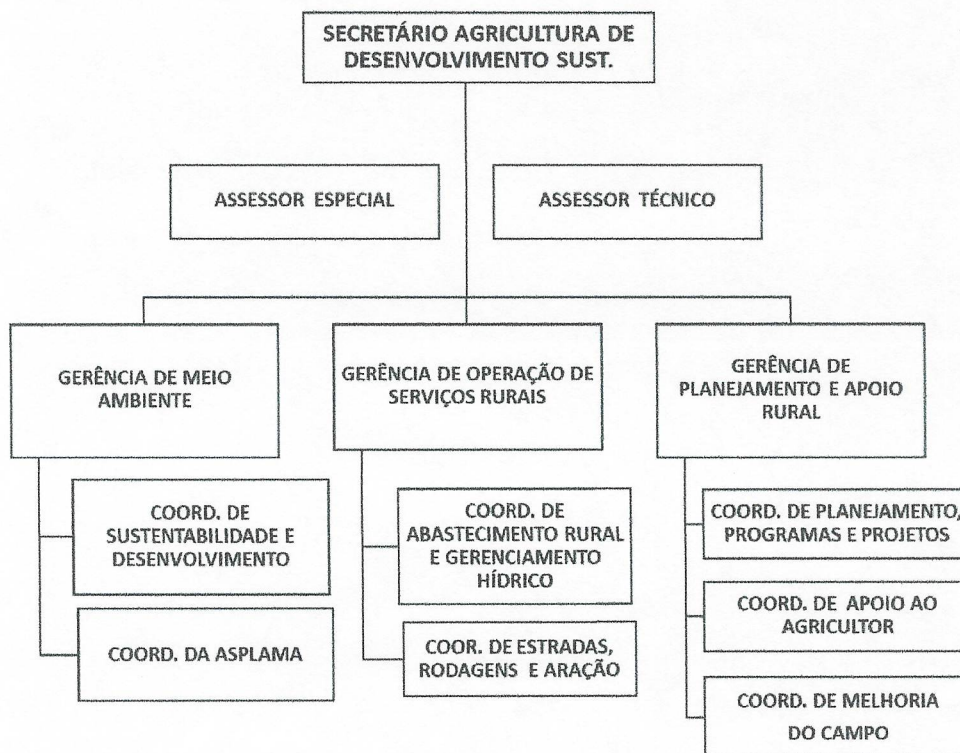 SECRETÁRIO AGRICULTURA DE
DESENVOLVIMENTO SUST.
ASSESSOR ESPECIAL
ASSESSOR TÉCNICO
GERÊNCIA DE MEIO
AMBIENTE
GERÊNCIA DE OPERAÇÃO DE
SERVIÇOS RURAIS
GERÊNCIA DE
PLANEJAMENTO E APOIO
RURAL
COORD. DE
SUSTENTABILIDADE E
DESENVOLVIMENTO
COORD. DA ASPLAMA
COORD. DE
ABASTECIMENTO RURAL
E GERENCIAMENTO
HÍDRICO
COOR. DE ESTRADAS,
RODAGENS E ARAÇÃO
COORD. DE PLANEJAMENTO,
PROGRAMAS E PROJETOS
COORD. DE APOIO AO
AGRICULTOR
COORD. DE MELHORIA
DO CAMPO